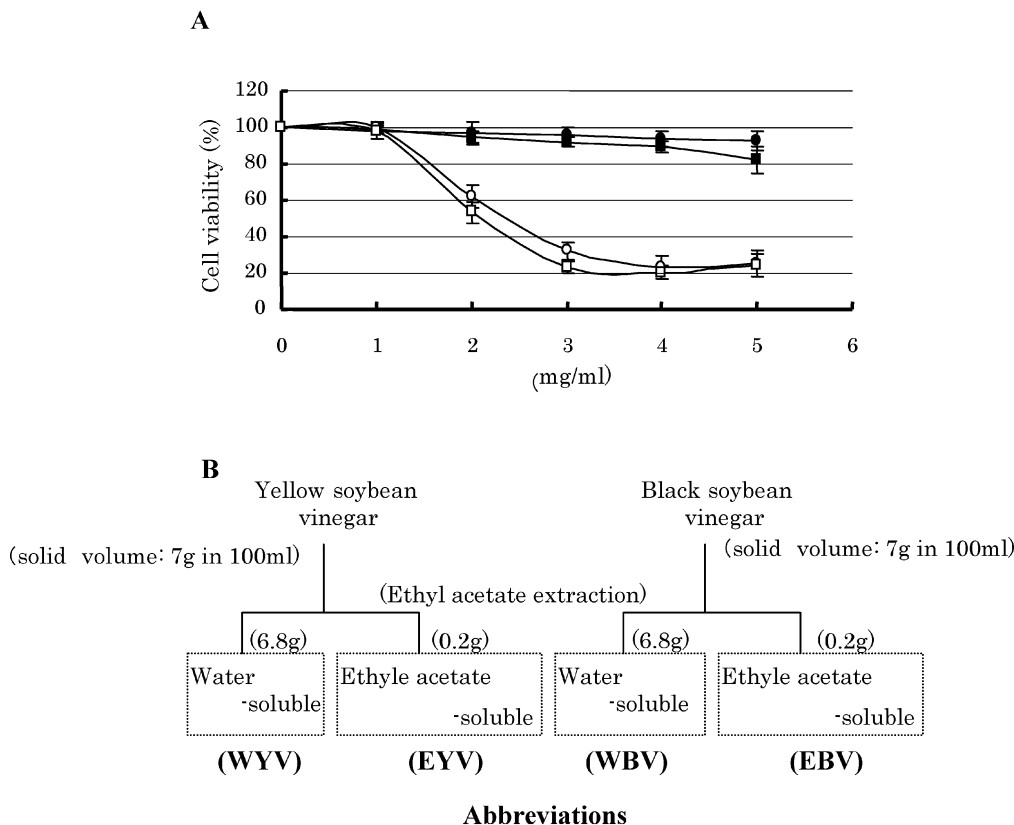 A
120
100
80
60
40
20
0
Cell viability (%)
0 1 2 3 4 5 6
(mg/ml)
B
Yellow soybean
vinegar
Black soybean
vinegar
(solid volume: 7g in 100ml)
(solid volume: 7g in 100ml)
(Ethyl acetate extraction)
(6.8g) (0.2g) (6.8g) (0.2g)
Water
-soluble
Ethyle acetate
-soluble
Water
-soluble
Ethyle acetate
-soluble
(WYV) (EYV) (WBV) (EBV)
Abbreviations